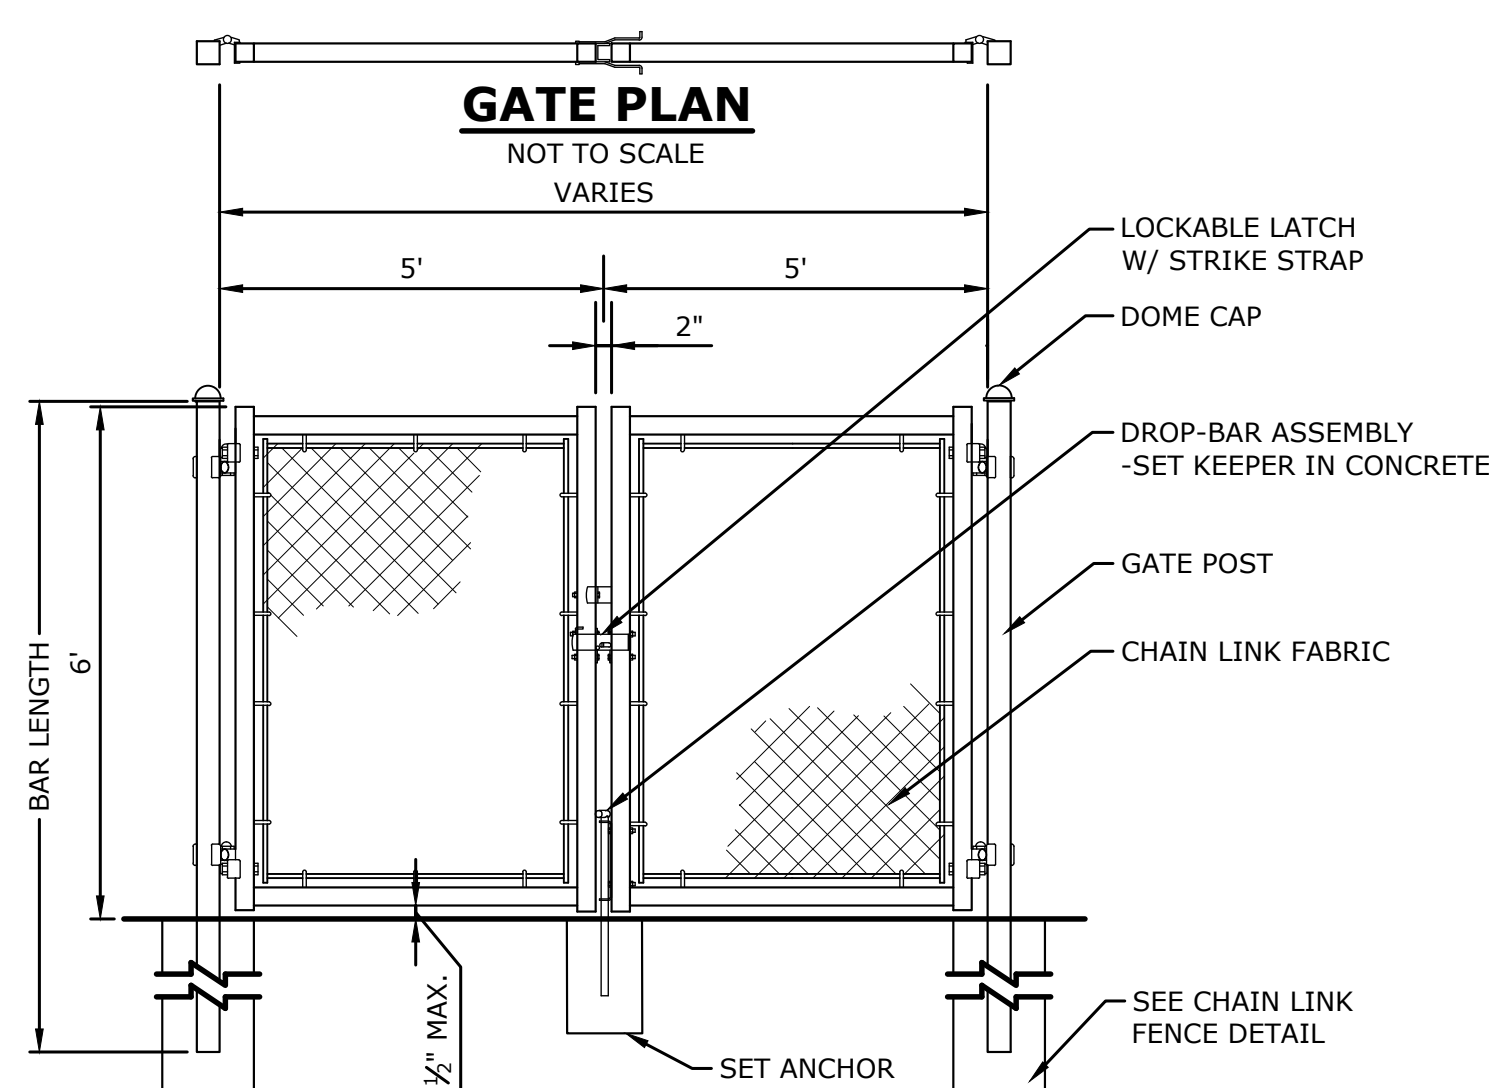 GATE PLAN
NOT TO SCALE
VARIES
5'
5'
2"
LOCKABLE LATCH
W/ STRIKE STRAP
DOME CAP
DROP-BAR ASSEMBLY
-SET KEEPER IN CONCRETE
GATE POST
CHAIN LINK FABRIC
BAR LENGTH
6'
½" MAX.
SEE CHAIN LINK
FENCE DETAIL
SET ANCHOR